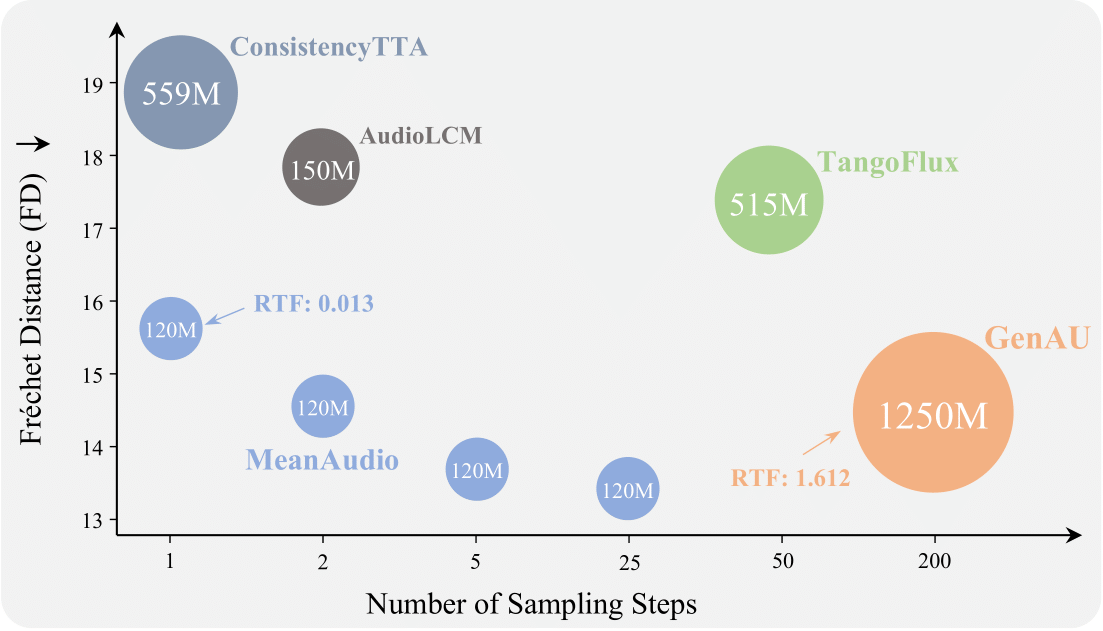 ConsistencyTTA
559M
AudioLCM
150M
TangoFlux
515M
RTF: 0.013
120M
120M
MeanAudio
120M
120M
GenAU
1250M
RTF: 1.612
Fréchet Distance (FD) ↓
19
18
17
16
15
14
13
1 2 5 25 50 200
Number of Sampling Steps